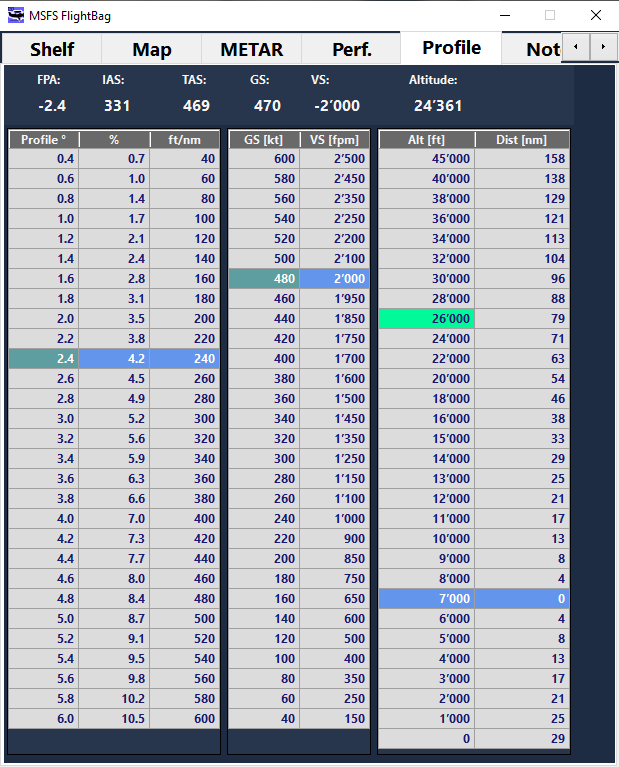 MSFS FlightBag
Shelf Map METAR Perf. Profile Not
FPA: IAS: TAS: GS: VS: Altitude:
-2.4 331 469 470 -2’000 24’361
Profile ° % ft/nm GS [kt] VS [fpm] Alt [ft] Dist [nm]
0.4 0.7 40 600 2’500 45’000 158
0.6 1.0 60 580 2’450 40’000 138
0.8 1.4 80 560 2’350 38’000 129
1.0 1.7 100 540 2’250 36’000 121
1.2 2.1 120 520 2’200 34’000 113
1.4 2.4 140 500 2’100 32’000 104
1.6 2.8 160 480 2’000 30’000 96
1.8 3.1 180 460 1’950 28’000 88
2.0 3.5 200 440 1’850 26’000 79
2.2 3.8 220 420 1’750 24’000 71
2.4 4.2 240 400 1’700 22’000 63
2.6 4.5 260 380 1’600 20’000 54
2.8 4.9 280 360 1’500 18’000 46
3.0 5.2 300 340 1’450 16’000 38
3.2 5.6 320 320 1’350 15’000 33
3.4 5.9 340 300 1’250 14’000 29
3.6 6.3 360 280 1’150 13’000 25
3.8 6.6 380 260 1’100 12’000 21
4.0 7.0 400 240 1’000 11’000 17
4.2 7.3 420 220 900 10’000 13
4.4 7.7 440 200 850 9’000 8
4.6 8.0 460 180 750 8’000 4
4.8 8.4 480 160 650 7’000 0
5.0 8.7 500 140 600 6’000 4
5.2 9.1 520 120 500 5’000 8
5.4 9.5 540 100 400 4’000 13
5.6 9.8 560 80 350 3’000 17
5.8 10.2 580 60 250 2’000 21
6.0 10.5 600 40 150 1’000 25
0 29